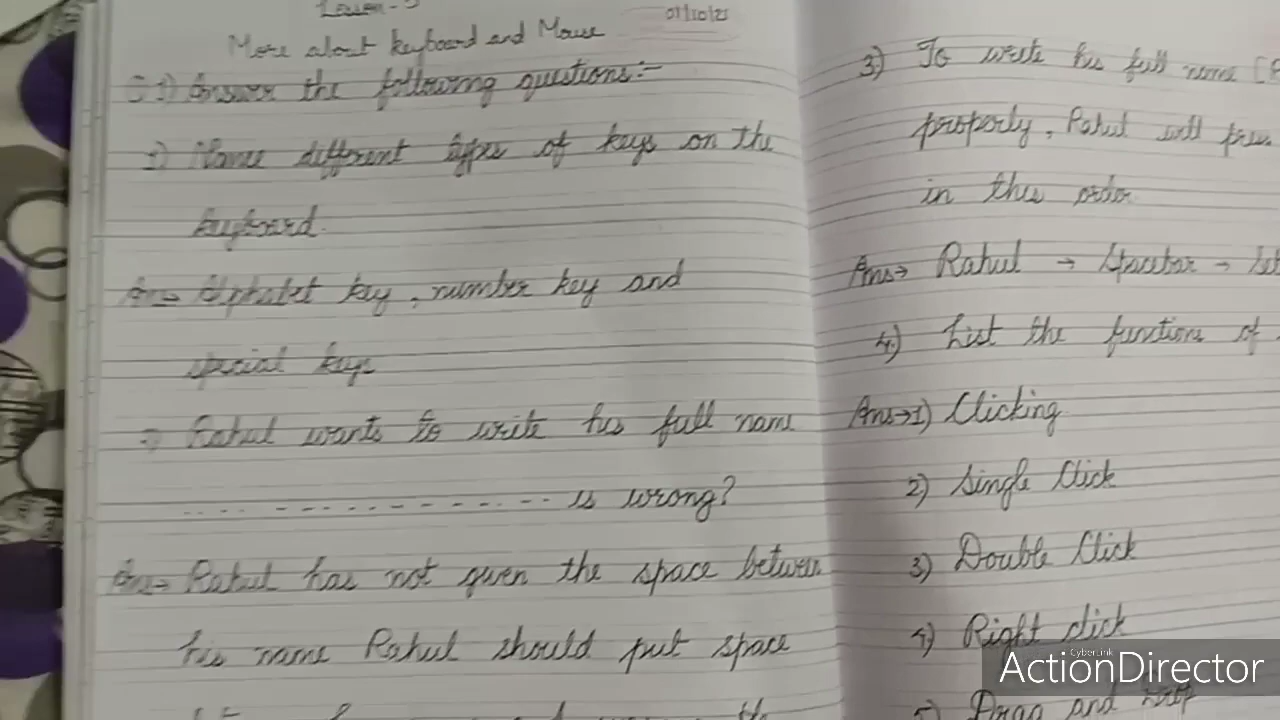 Lesson - 
01/10/21
More about keyboard and Mouse
Q1) Answer the following questions:-
1) Name different types of keys on the
keyboard.
Ans→ Alphabet key, number key and
special keys
Rahul wants to write his full name
.... - - - - - - - - - - is wrong?
Ans→ Rahul has not given the space between
his name Rahul should put space
3) To write his full name
properly, Rahul will
in this order
Ans→ Rahul → Spacebar →
4) List the functions of
Ans→ 1) Clicking
2) Single Click
3) Double Click
4) Right click
5) Drag and Drop
CyberLink
ActionDirector